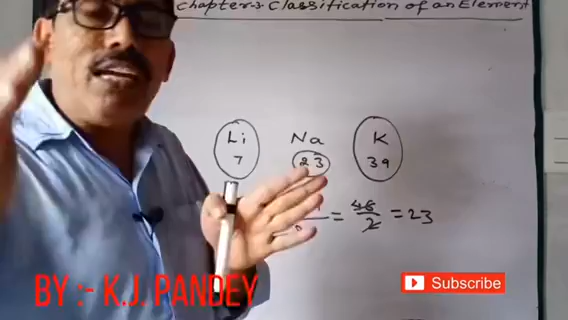 Chapter-3 Classification of an Element
Li Na K
7 23 39
= 46/2 = 23
BY :- K.J. PANDEY
Subscribe